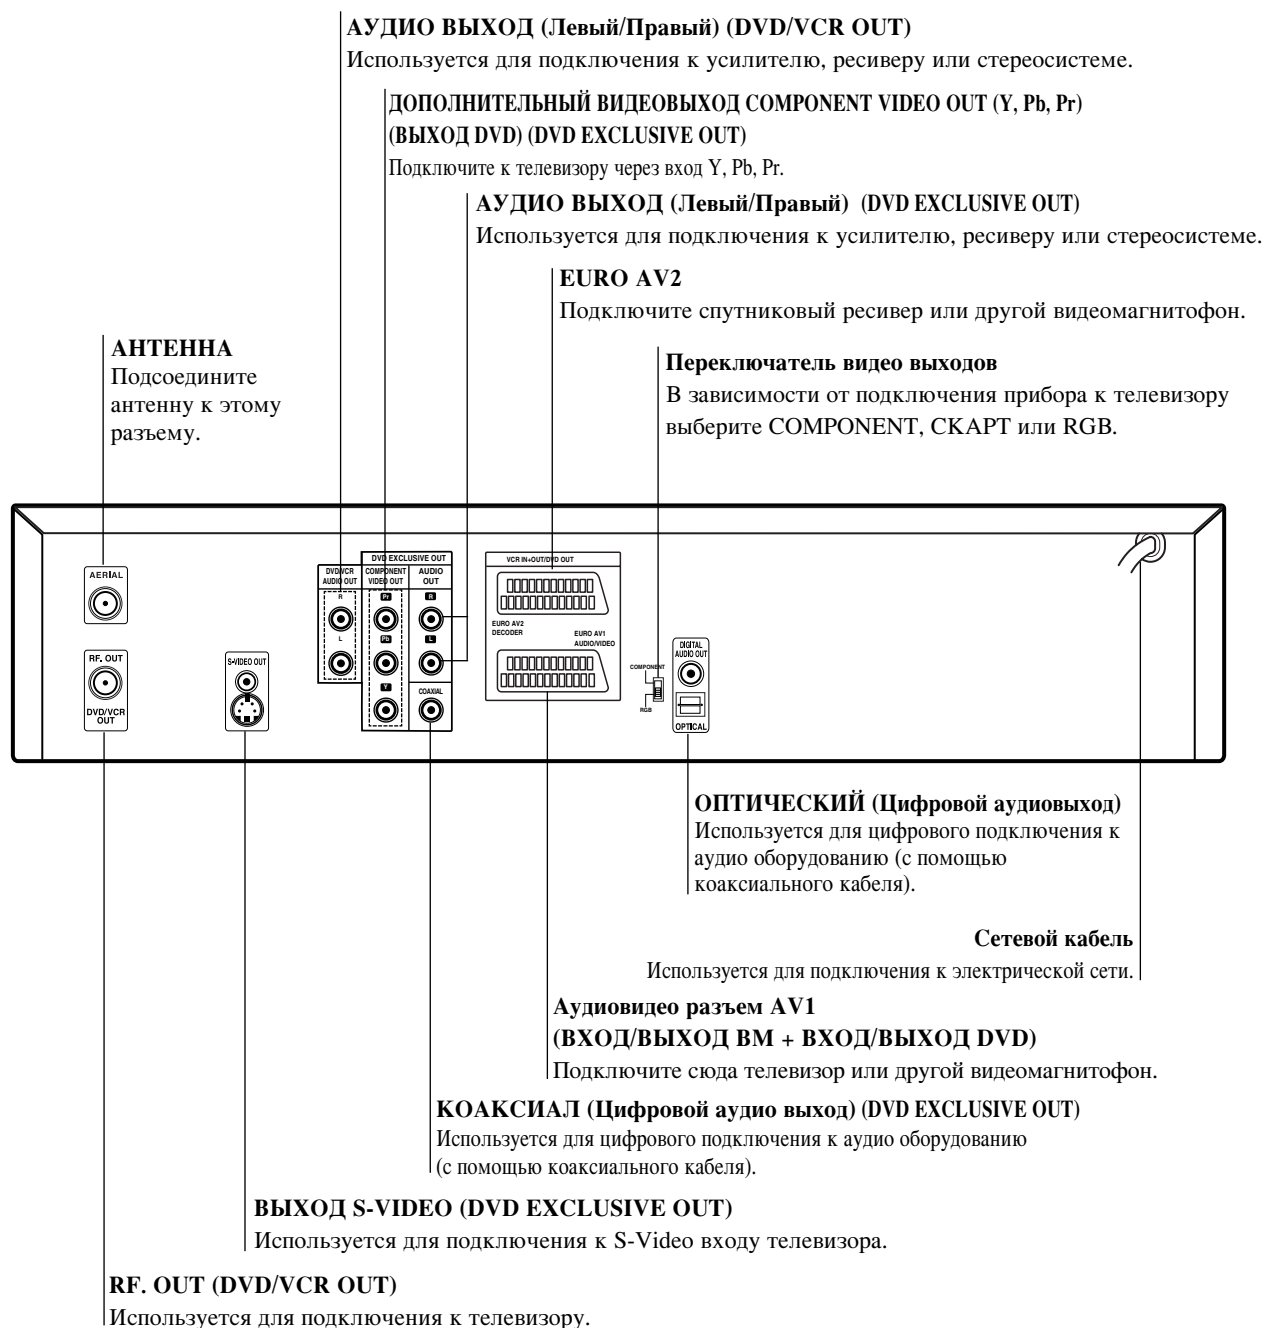 АУДИО ВЫХОД (Левый/Правый) (DVD/VCR OUT)
Используется для подключения к усилителю, ресиверу или стереосистеме.
ДОПОЛНИТЕЛЬНЫЙ ВИДЕОВЫХОД COMPONENT VIDEO OUT (Y, Pb, Pr)
(ВЫХОД DVD) (DVD EXCLUSIVE OUT)
Подключите к телевизору через вход Y, Pb, Pr.
АУДИО ВЫХОД (Левый/Правый) (DVD EXCLUSIVE OUT)
Используется для подключения к усилителю, ресиверу или стереосистеме.
EURO AV2
Подключите спутниковый ресивер или другой видеомагнитофон.
АНТЕННА
Подсоедините
антенну к этому
разъему.
Переключатель видео выходов
В зависимости от подключения прибора к телевизору
выберите COMPONENT, СКАРТ или RGB.
AERIAL
RF. OUT
DVD/VCR
OUT
S-VIDEO OUT
DVD EXCLUSIVE OUT
DVD/VCR
AUDIO OUT
COMPONENT
VIDEO OUT
AUDIO
OUT
R
L
Pr
Pb
Y
R
L
COAXIAL
VCR IN+OUT/DVD OUT
EURO AV2
DECODER
EURO AV1
AUDIO/VIDEO
COMPONENT
RGB
DIGITAL
AUDIO OUT
OPTICAL
ОПТИЧЕСКИЙ (Цифровой аудиовыход)
Используется для цифрового подключения к
аудио оборудованию (с помощью
коаксиального кабеля).
Сетевой кабель
Используется для подключения к электрической сети.
Аудиовидео разъем AV1
(ВХОД/ВЫХОД ВМ + ВХОД/ВЫХОД DVD)
Подключите сюда телевизор или другой видеомагнитофон.
КОАКСИАЛ (Цифровой аудио выход) (DVD EXCLUSIVE OUT)
Используется для цифрового подключения к аудио оборудованию
(с помощью коаксиального кабеля).
ВЫХОД S-VIDEO (DVD EXCLUSIVE OUT)
Используется для подключения к S-Video входу телевизора.
RF. OUT (DVD/VCR OUT)
Используется для подключения к телевизору.